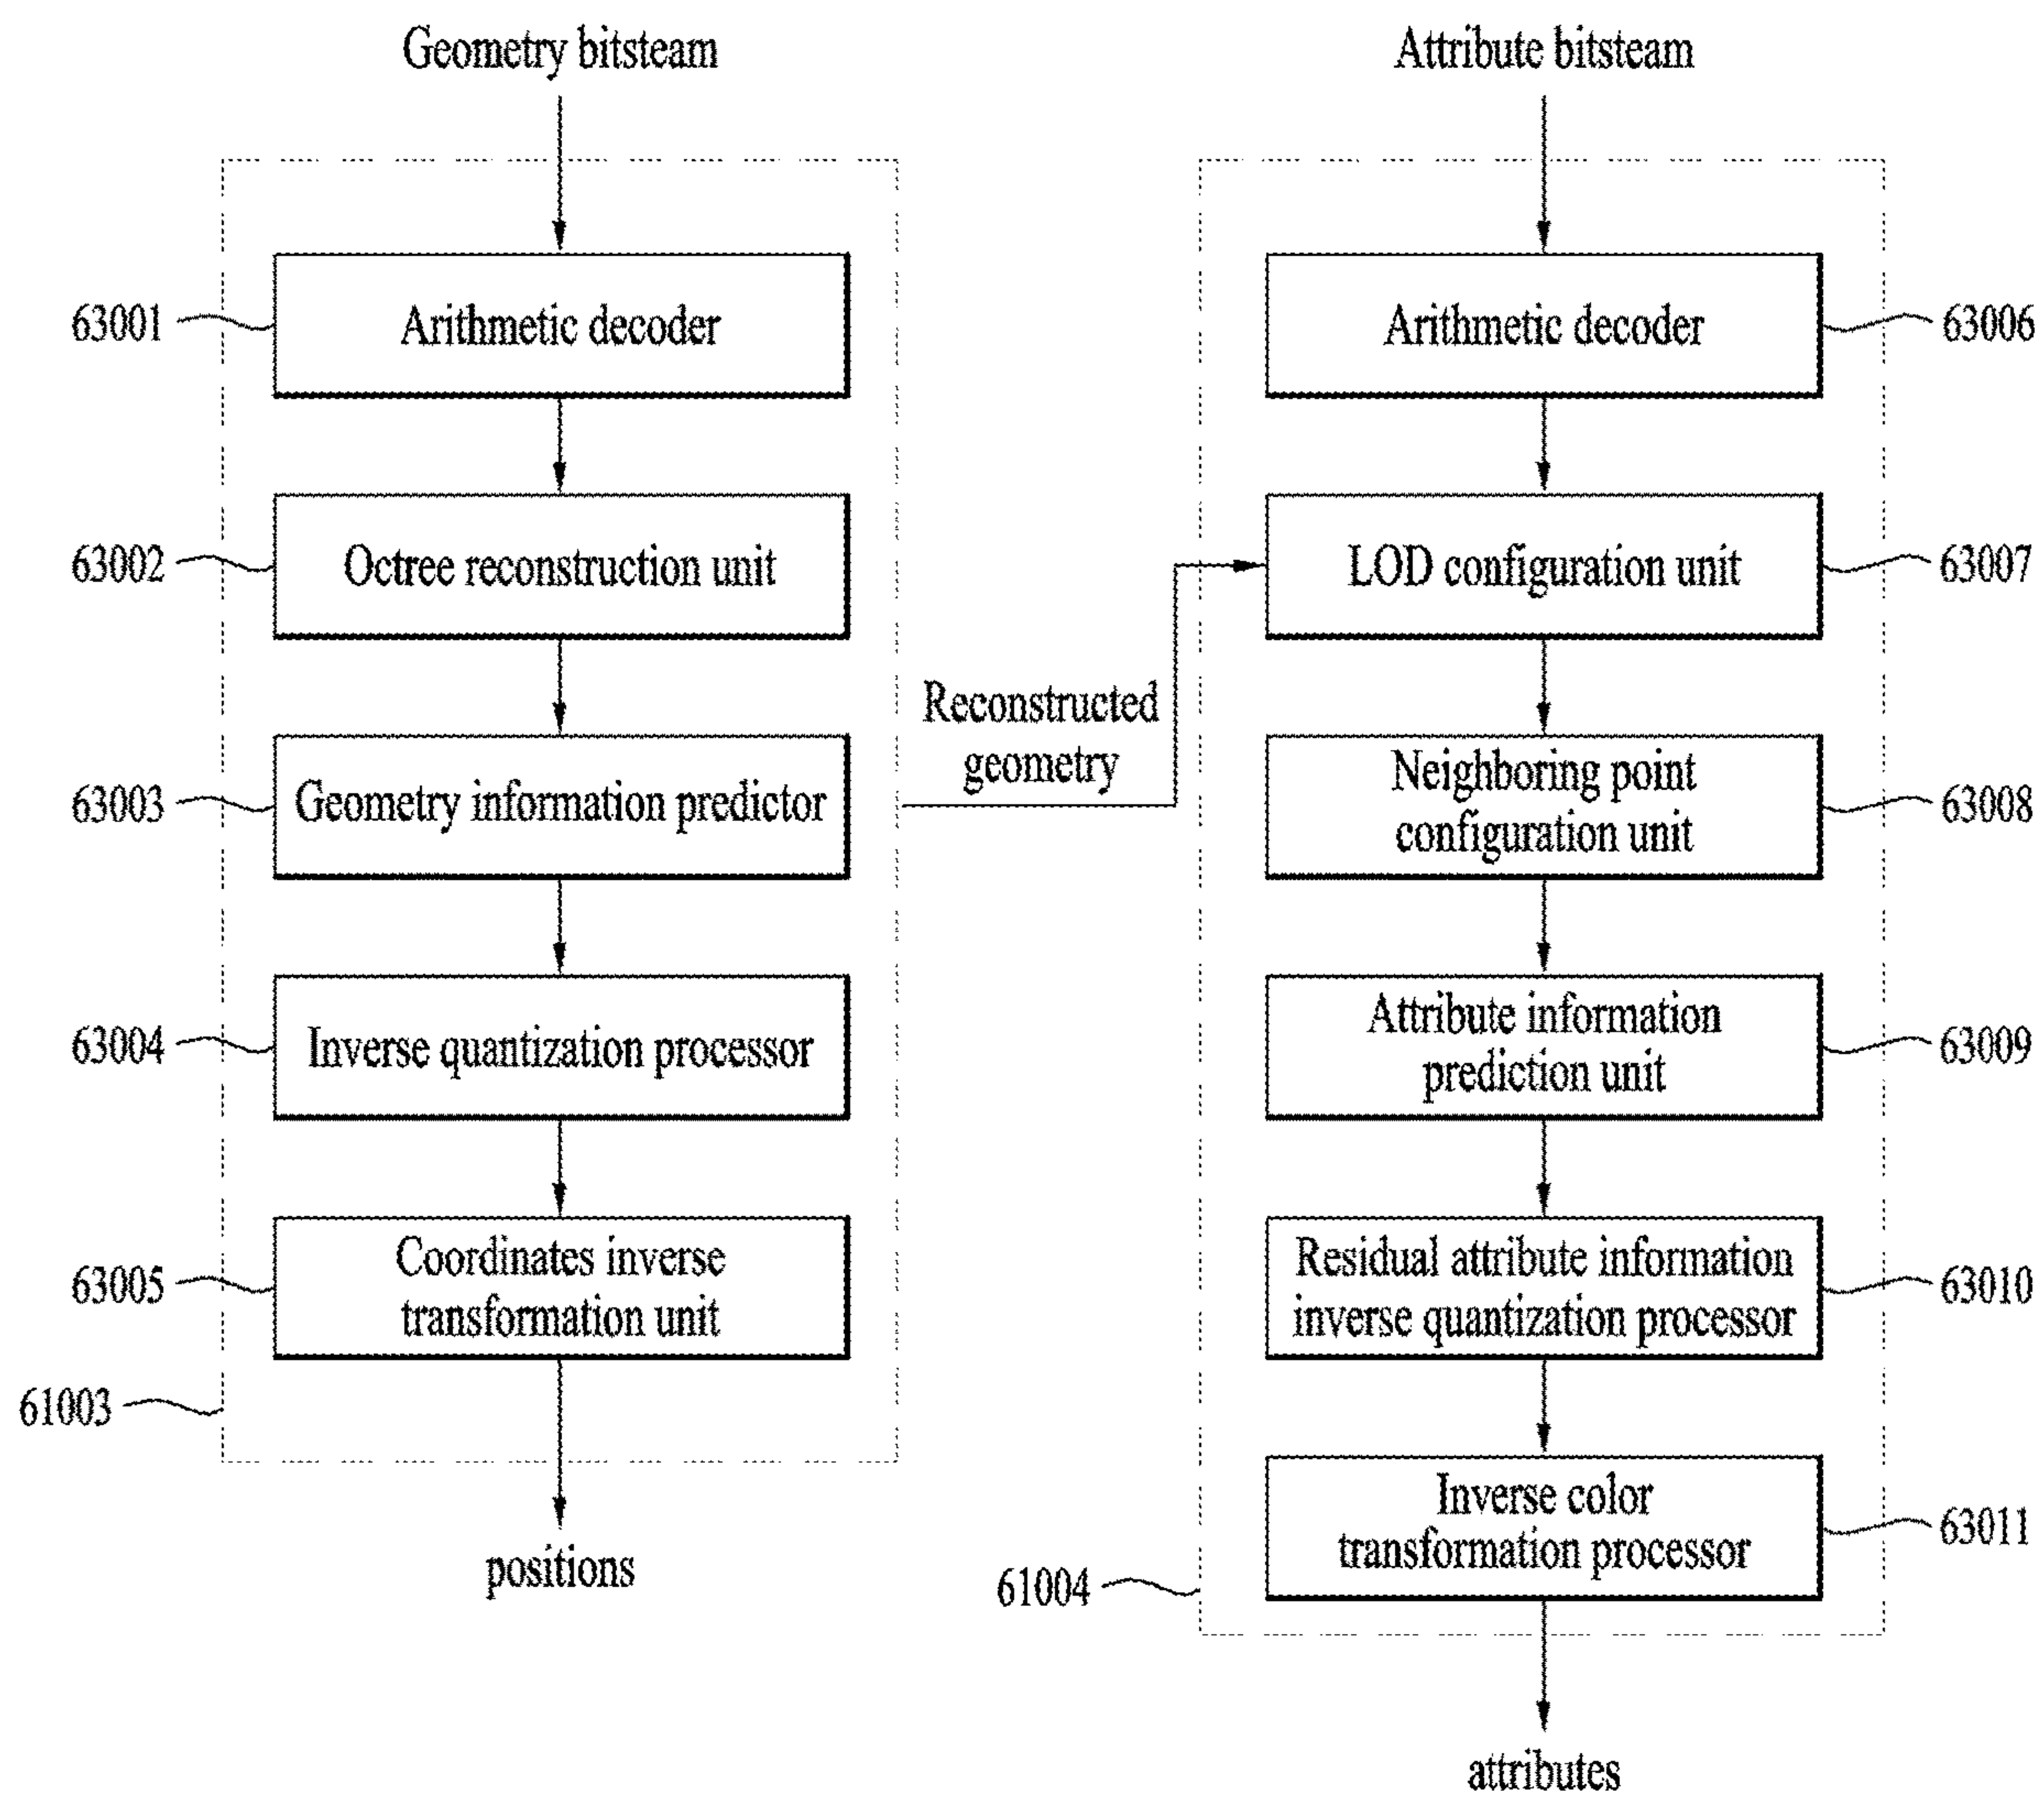 Geometry bitsteam
63001
Arithmetic decoder
63002
Octree reconstruction unit
63003
Geometry information predictor
63004
Inverse quantization processor
63005
Coordinates inverse
transformation unit
61003
positions
Reconstructed
geometry
Attribute bitsteam
Arithmetic decoder
63006
LOD configuration unit
63007
Neighboring point
configuration unit
63008
Attribute information
prediction unit
63009
Residual attribute information
inverse quantization processor
63010
Inverse color
transformation processor
63011
61004
attributes